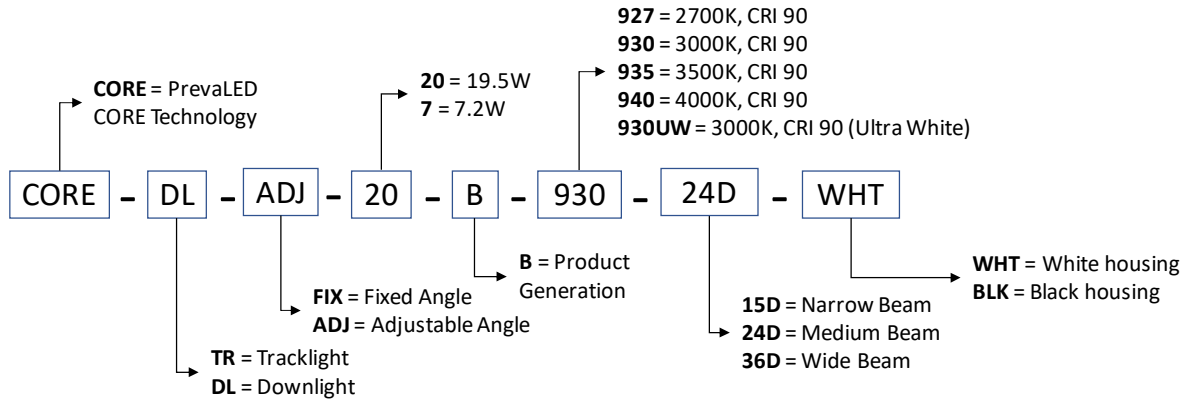 927 = 2700K, CRI 90
930 = 3000K, CRI 90
935 = 3500K, CRI 90
940 = 4000K, CRI 90
930UW = 3000K, CRI 90 (Ultra White)
20 = 19.5W
7 = 7.2W
CORE = PrevaLED
CORE Technology
CORE - DL - ADJ - 20 - B - 930 - 24D - WHT
B = Product
Generation
WHT = White housing
BLK = Black housing
FIX = Fixed Angle
ADJ = Adjustable Angle
15D = Narrow Beam
24D = Medium Beam
36D = Wide Beam
TR = Tracklight
DL = Downlight